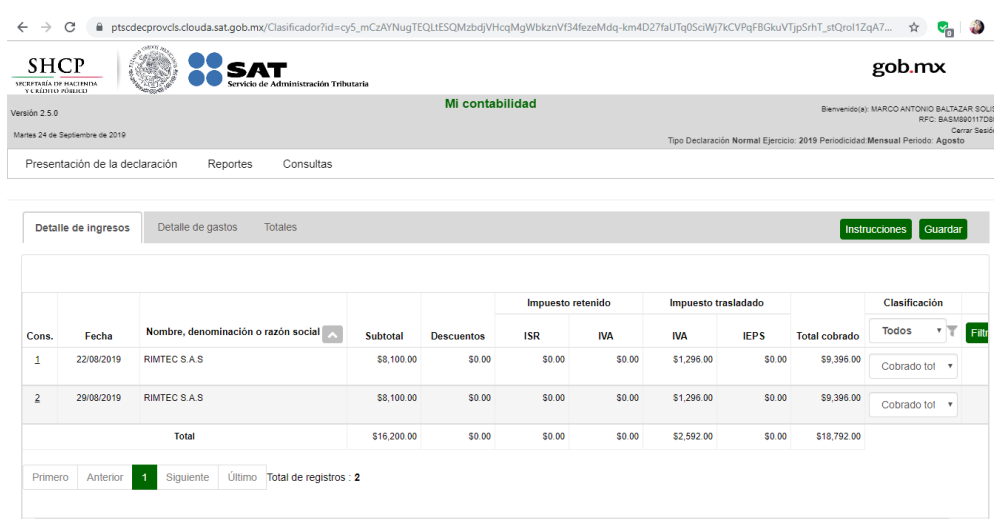 ptscdecprovcls.clouda.sat.gob.mx/Clasificador?id=cy5_mCzAYNugTEQLtESQMzbdjVHcqMgWbkznVf34fezeMdq-km4D27faUTq0SciWj7kCVPqFBGkuVTjpSrhT_stQroI1ZqA7...
SHCP
SECRETARÍA DE HACIENDA
Y CRÉDITO PÚBLICO
SAT
Servicio de Administración Tributaria
gob.mx
Mi contabilidad
Versión 2.5.0
Bienvenido(a): MARCO ANTONIO BALTAZAR SOLIS
RFC: BASM890117D8
Martes 24 de Septiembre de 2019
Cerrar Sesión
Tipo Declaración Normal Ejercicio: 2019 Periodicidad:Mensual Periodo: Agosto
Presentación de la declaración Reportes Consultas
Detalle de ingresos Detalle de gastos Totales Instrucciones Guardar
Impuesto retenido Impuesto trasladado Clasificación
Cons. Fecha Nombre, denominación o razón social Subtotal Descuentos ISR IVA IVA IEPS Total cobrado Todos Filtr
1 22/08/2019 RIMTEC S.A.S $8,100.00 $0.00 $0.00 $0.00 $1,296.00 $0.00 $9,396.00 Cobrado tot
2 29/08/2019 RIMTEC S.A.S $8,100.00 $0.00 $0.00 $0.00 $1,296.00 $0.00 $9,396.00 Cobrado tot
Total $16,200.00 $0.00 $0.00 $0.00 $2,592.00 $0.00 $18,792.00
Primero Anterior 1 Siguiente Último Total de registros : 2